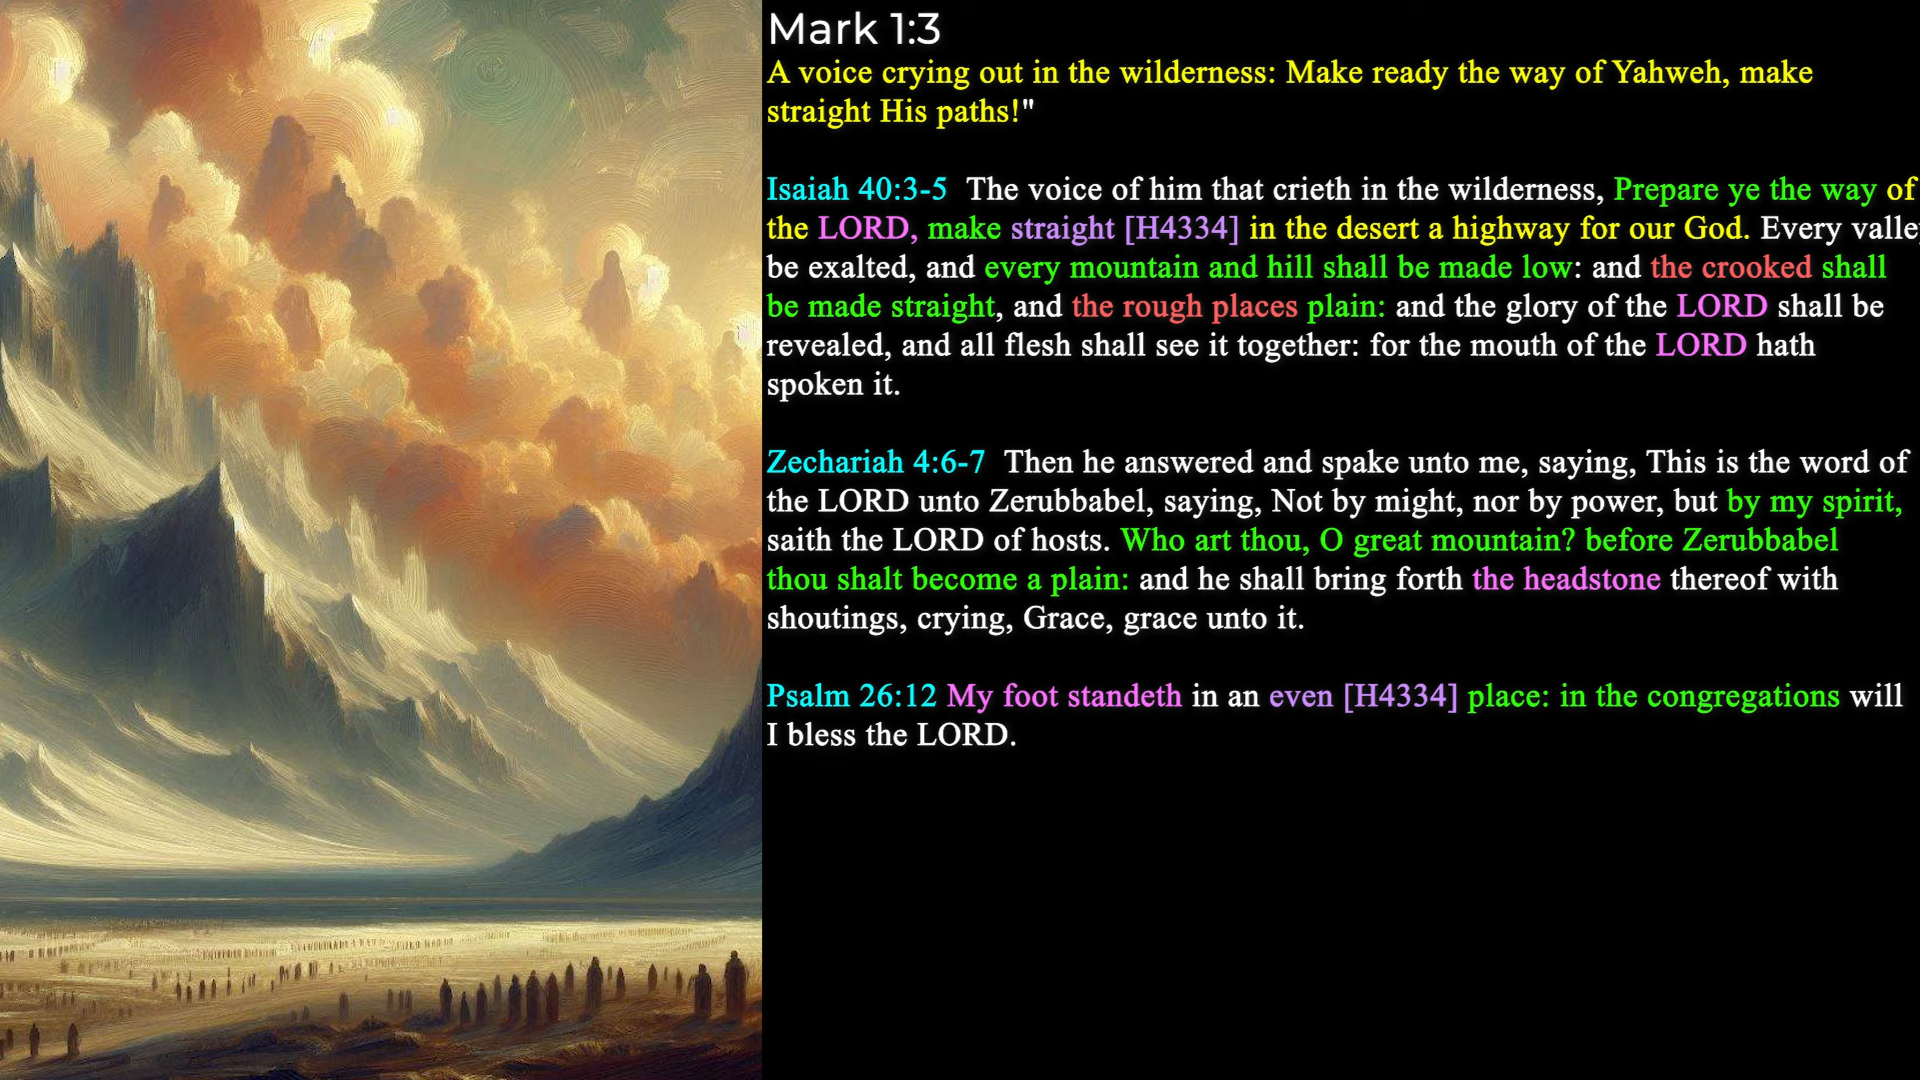 Mark 1:3
A voice crying out in the wilderness: Make ready the way of Yahweh, make
straight His paths!"
Isaiah 40:3-5 The voice of him that crieth in the wilderness, Prepare ye the way of
the LORD, make straight [H4334] in the desert a highway for our God. Every valle
be exalted, and every mountain and hill shall be made low: and the crooked shall
be made straight, and the rough places plain: and the glory of the LORD shall be
revealed, and all flesh shall see it together: for the mouth of the LORD hath
spoken it.
Zechariah 4:6-7 Then he answered and spake unto me, saying, This is the word of
the LORD unto Zerubbabel, saying, Not by might, nor by power, but by my spirit,
saith the LORD of hosts. Who art thou, O great mountain? before Zerubbabel
thou shalt become a plain: and he shall bring forth the headstone thereof with
shoutings, crying, Grace, grace unto it.
Psalm 26:12 My foot standeth in an even [H4334] place: in the congregations will
I bless the LORD.